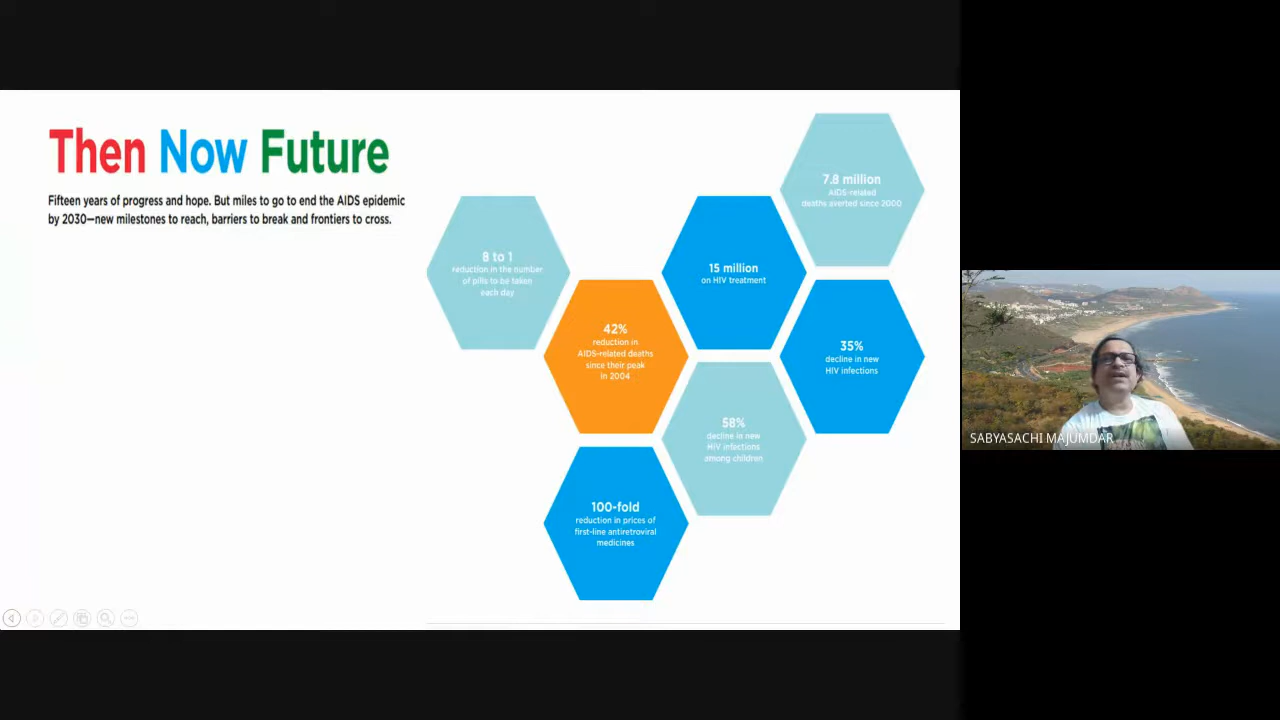 Then Now Future
Fifteen years of progress and hope. But miles to go to end the AIDS epidemic
by 2030—new milestones to reach, barriers to break and frontiers to cross.
7.8 million
AIDS-related
deaths averted since 2000
8 to 1
reduction in the number
of pills to be taken
each day
15 million
on HIV treatment
42%
reduction in
AIDS-related deaths
since their peak
in 2004
35%
decline in new
HIV infections
58%
decline in new
HIV infections
among children
100-fold
reduction in prices of
first-line antiretroviral
medicines
SABYASACHI MAJUMDAR